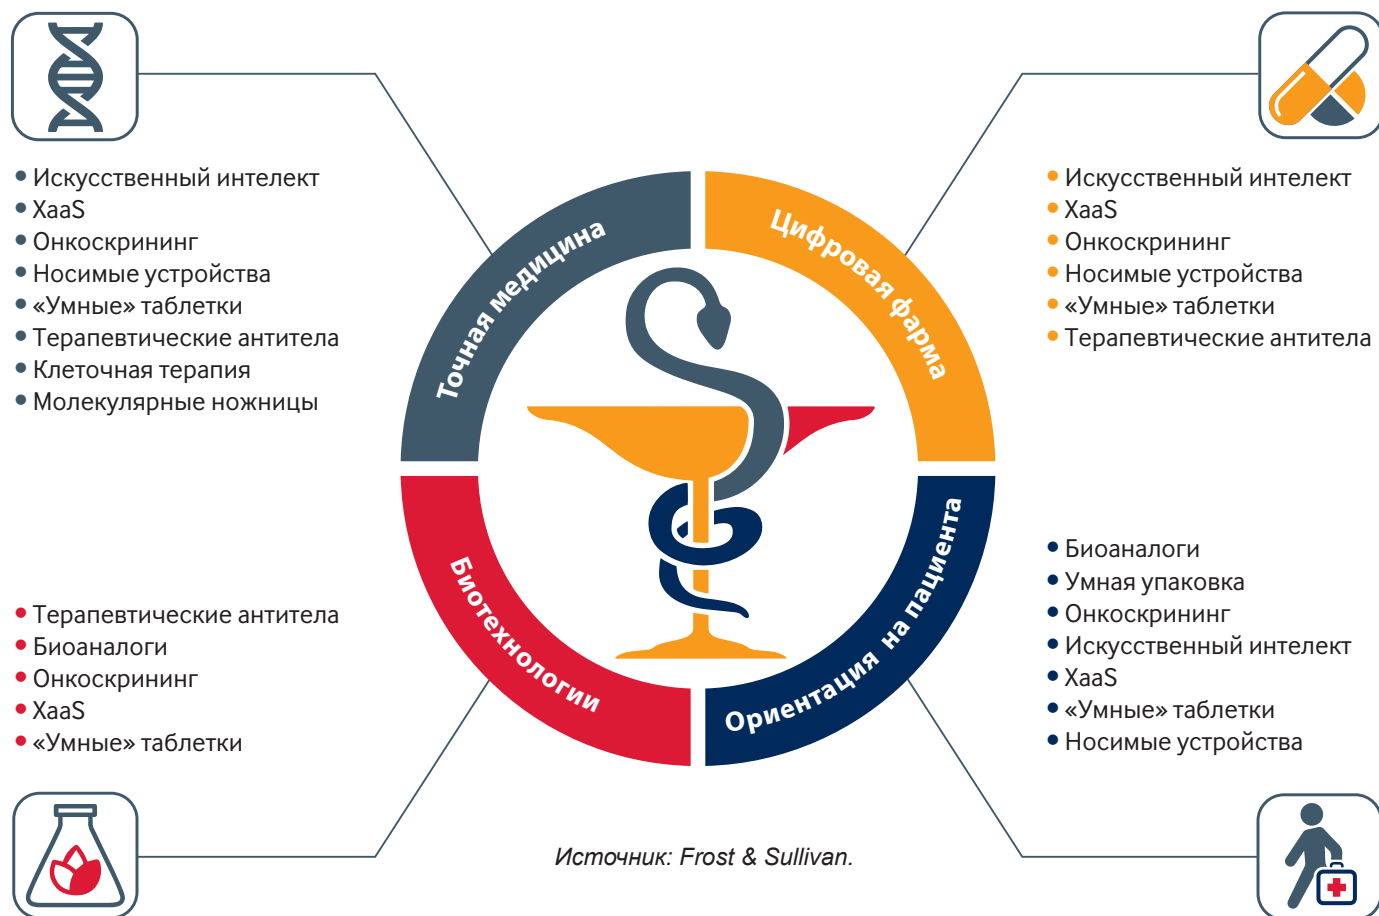 Точная медицина
• Искусственный интелект
• XaaS
• Онкоскрининг
• Носимые устройства
• «Умные» таблетки
• Терапевтические антитела
• Клеточная терапия
• Молекулярные ножницы
Цифровая фарма
• Искусственный интелект
• XaaS
• Онкоскрининг
• Носимые устройства
• «Умные» таблетки
• Терапевтические антитела
Биотехнологии
• Терапевтические антитела
• Биоаналоги
• Онкоскрининг
• XaaS
• «Умные» таблетки
Ориентация на пациента
• Биоаналоги
• Умная упаковка
• Онкоскрининг
• Искусственный интелект
• XaaS
• «Умные» таблетки
• Носимые устройства
Источник: Frost & Sullivan.